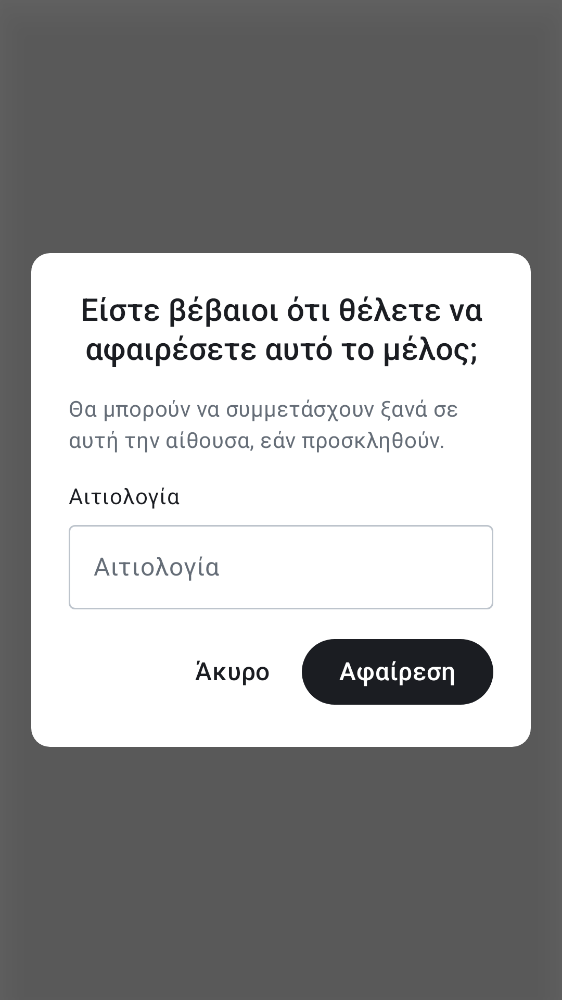 Είστε βέβαιοι ότι θέλετε να
αφαιρέσετε αυτό το μέλος;
Θα μπορούν να συμμετάσχουν ξανά σε
αυτή την αίθουσα, εάν προσκληθούν.
Αιτιολογία
Αιτιολογία
Άκυρο
Αφαίρεση